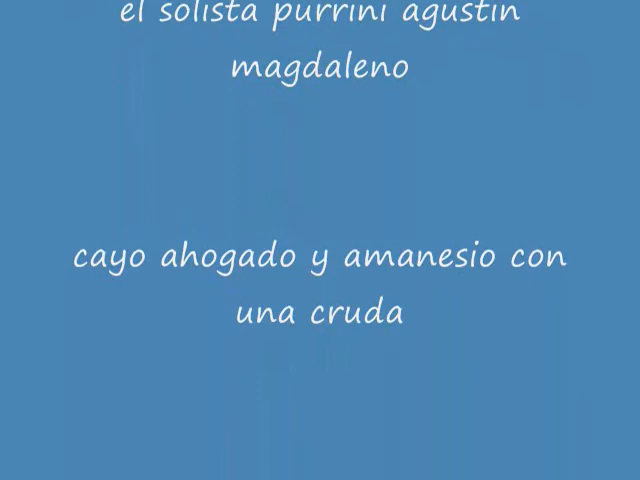 el solista purrini agustin
magdaleno
cayo ahogado y amanesio con
una cruda